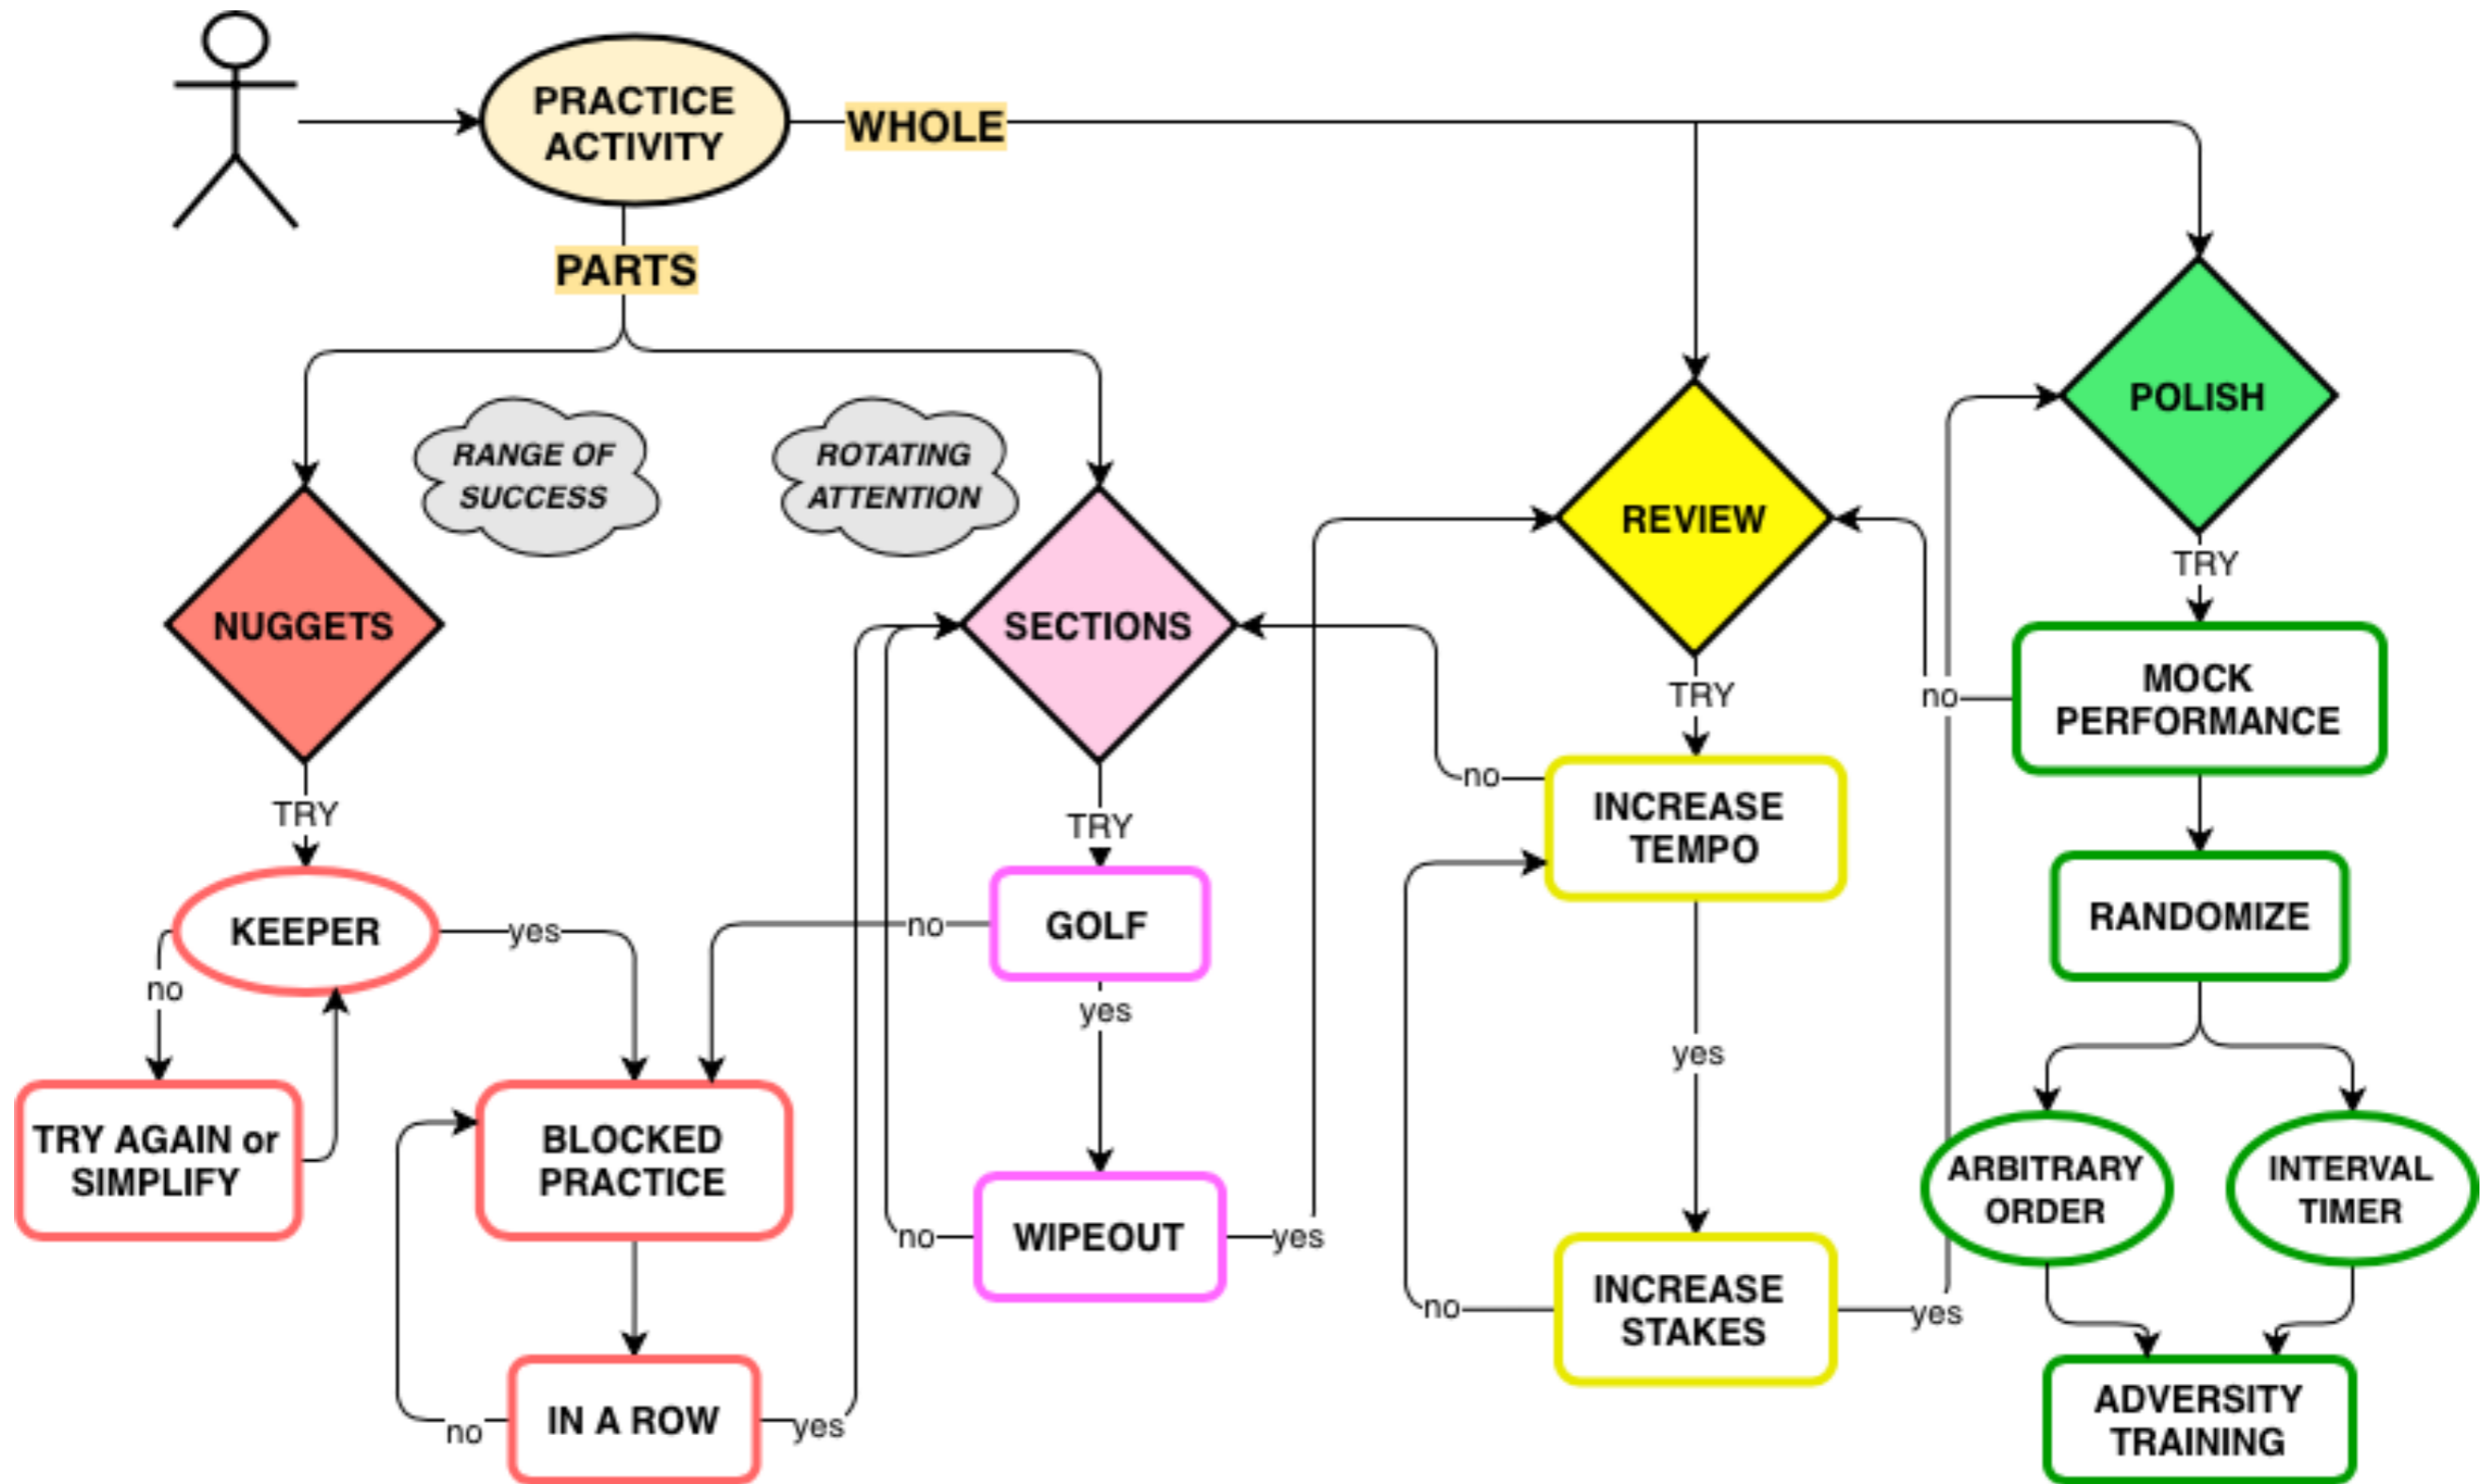 PRACTICE
ACTIVITY
WHOLE
PARTS
RANGE OF
SUCCESS
ROTATING
ATTENTION
NUGGETS
SECTIONS
REVIEW
POLISH
TRY
MOCK
PERFORMANCE
no
TRY
INCREASE
TEMPO
no
TRY
KEEPER
yes
no
TRY AGAIN or
SIMPLIFY
BLOCKED
PRACTICE
IN A ROW
no
yes
TRY
GOLF
no
yes
WIPEOUT
no
yes
yes
INCREASE
STAKES
no
yes
RANDOMIZE
ARBITRARY
ORDER
INTERVAL
TIMER
ADVERSITY
TRAINING